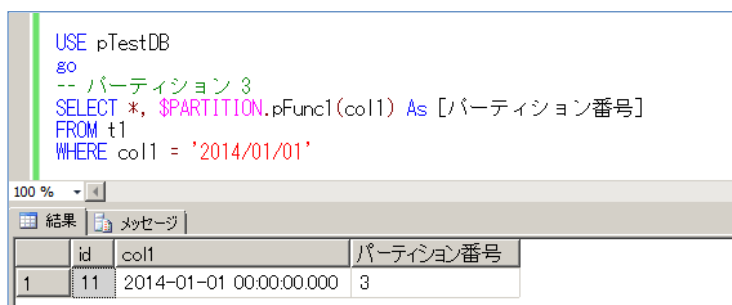 USE pTestDB
go
-- パーティション 3
SELECT *, $PARTITION.pFunc1(col1) As [パーティション番号]
FROM t1
WHERE col1 = '2014/01/01'
100 %
結果 メッセージ
id col1 パーティション番号
1 11 2014-01-01 00:00:00.000 3